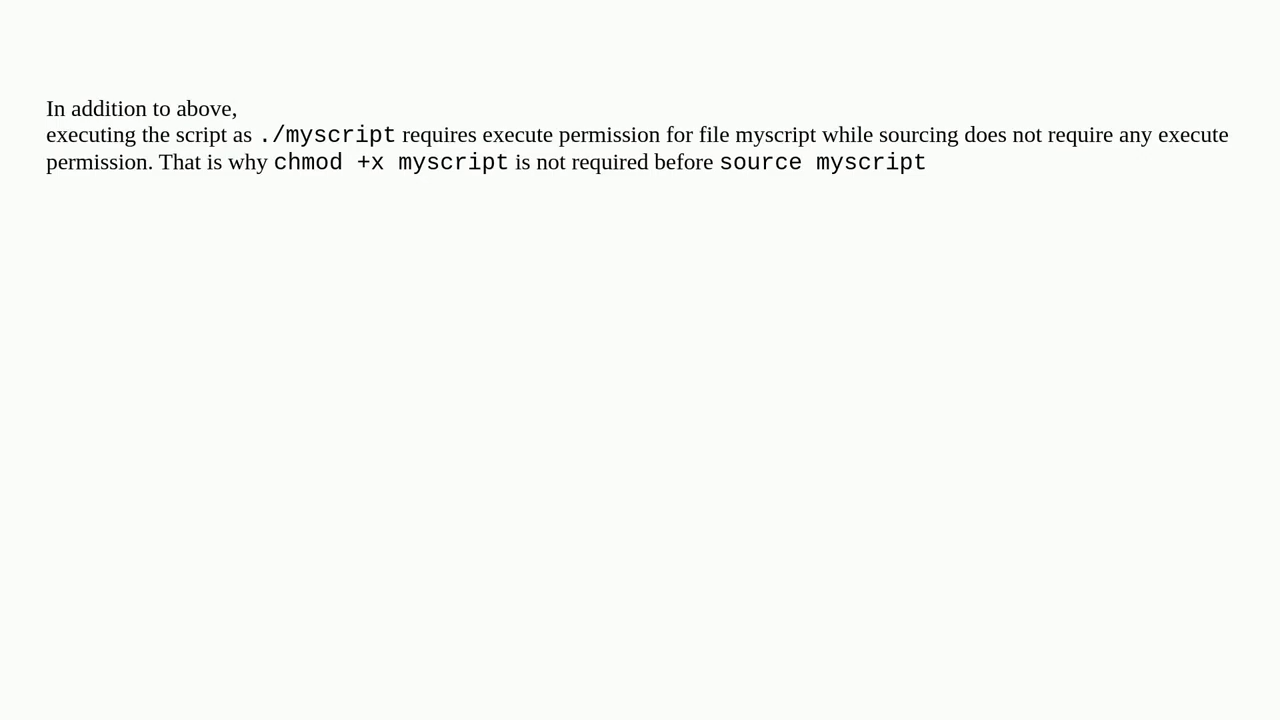 In addition to above,
executing the script as ./myscript requires execute permission for file myscript while sourcing does not require any execute
permission. That is why chmod +x myscript is not required before source myscript